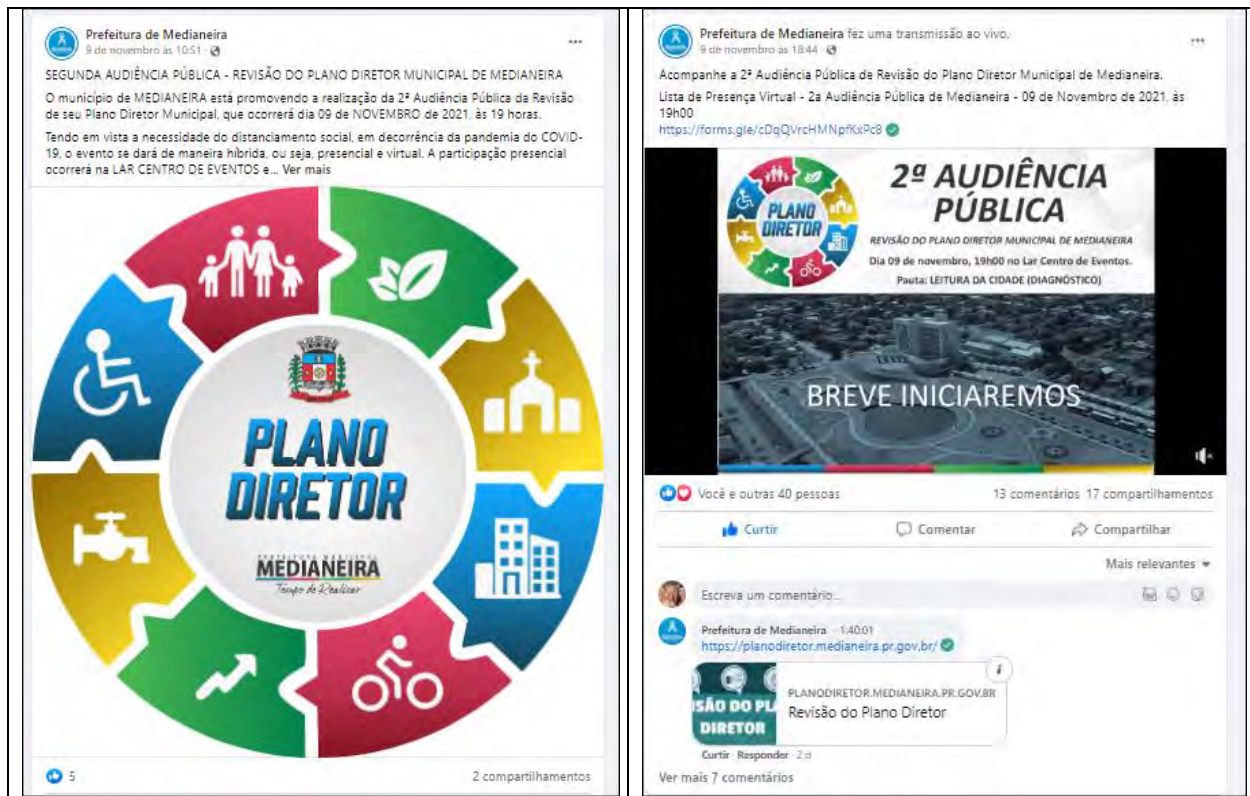 Prefeitura de Medianeira
9 de novembro às 10:51 ·
SEGUNDA AUDIÊNCIA PÚBLICA - REVISÃO DO PLANO DIRETOR MUNICIPAL DE MEDIANEIRA
O município de MEDIANEIRA está promovendo a realização da 2ª Audiência Pública da Revisão
de seu Plano Diretor Municipal, que ocorrerá dia 09 de NOVEMBRO de 2021, às 19 horas.
Tendo em vista a necessidade do distanciamento social, em decorrência da pandemia do COVID-
19, o evento se dará de maneira híbrida, ou seja, presencial e virtual. A participação presencial
ocorrerá na LAR CENTRO DE EVENTOS e... Ver mais
PLANO
DIRETOR
PREFEITURA MUNICIPAL
MEDIANEIRA
Tempo de Realizar
5
2 compartilhamentos
Prefeitura de Medianeira fez uma transmissão ao vivo.
9 de novembro às 18:44 ·
Acompanhe a 2ª Audiência Pública de Revisão do Plano Diretor Municipal de Medianeira.
Lista de Presença Virtual - 2a Audiência Pública de Medianeira - 09 de Novembro de 2021, às
19h00
https://forms.gle/cDqQVrcHMNpfKxPc8
PLANO
DIRETOR
2ª AUDIÊNCIA
PÚBLICA
REVISÃO DO PLANO DIRETOR MUNICIPAL DE MEDIANEIRA
Dia 09 de novembro, 19h00 no Lar Centro de Eventos.
Pauta: LEITURA DA CIDADE (DIAGNÓSTICO)
BREVE INICIAREMOS
Você e outras 40 pessoas
13 comentários 17 compartilhamentos
Curtir Comentar Compartilhar
Mais relevantes
Escreva um comentário...
Prefeitura de Medianeira · 1:40:01
https://planodiretor.medianeira.pr.gov.br/
ISÃO DO PL
DIRETOR
PLANODIRETOR.MEDIANEIRA.PR.GOV.BR
Revisão do Plano Diretor
Curtir · Responder · 2 d
Ver mais 7 comentários